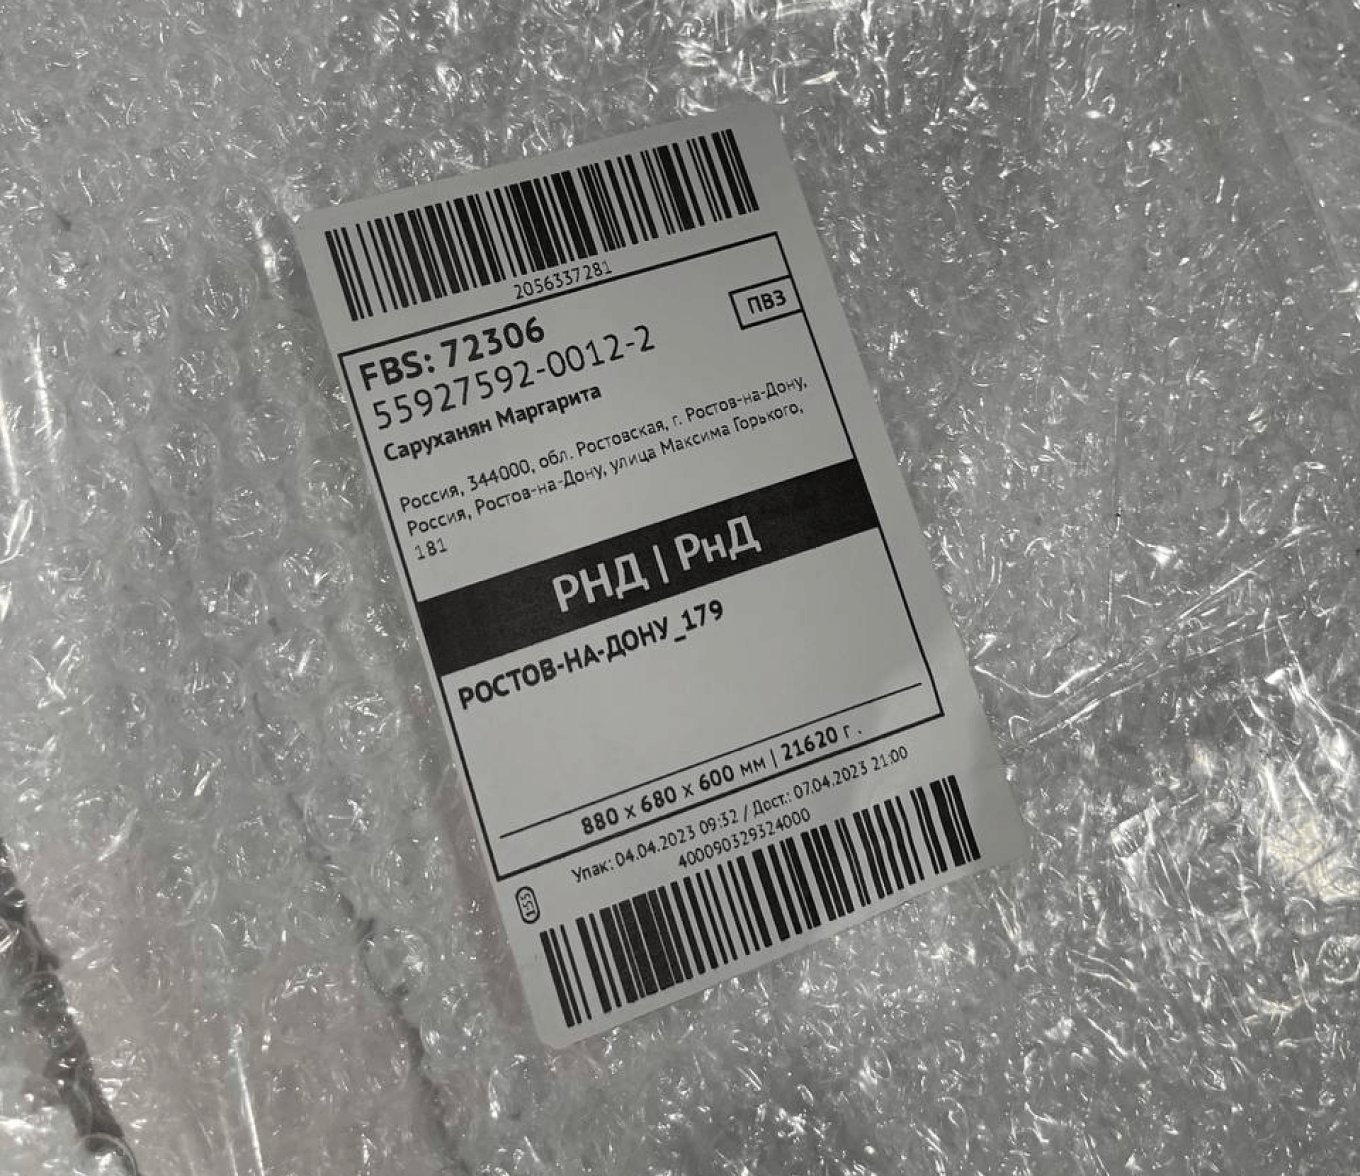 2056337281
ПВЗ
FBS: 72306
55927592-0012-2
Саруханян Маргарита
Россия, 344000, обл. Ростовская, г. Ростов-на-Дону,
Россия, Ростов-на-Дону, улица Максима Горького,
181
РНД | РнД
РОСТОВ-НА-ДОНУ_179
880 x 680 x 600 мм | 21620 г .
Упак: 04.04.2023 09:32 / Дост.: 07.04.2023 21:00
400090329324000
155